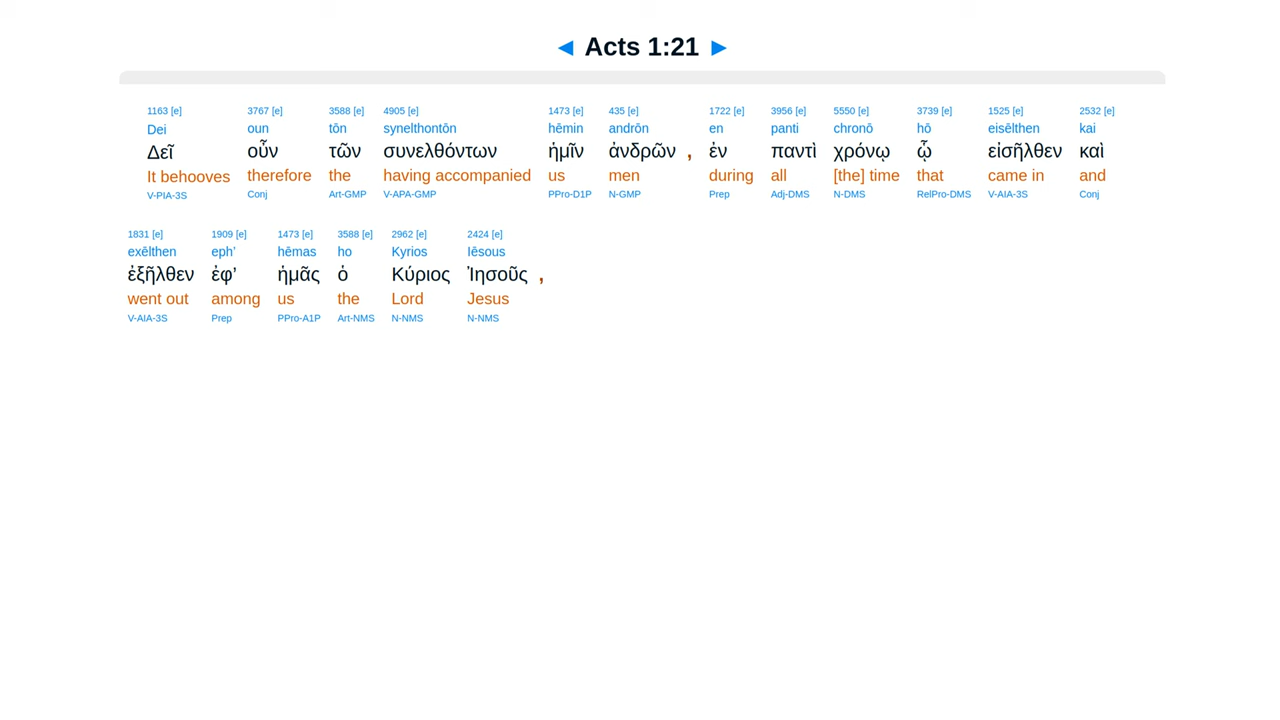 ◄ Acts 1:21 ►
1163 [e] 3767 [e] 3588 [e] 4905 [e] 1473 [e] 435 [e] 1722 [e] 3956 [e] 5550 [e] 3739 [e] 1525 [e] 2532 [e]
Dei oun tōn synelthontōn hēmin andrōn en panti chronō hō eisēlthen kai
Δεῖ οὖν τῶν συνελθόντων ἡμῖν ἀνδρῶν , ἐν παντὶ χρόνῳ ᾧ εἰσῆλθεν καὶ
It behooves therefore the having accompanied us men during all [the] time that came in and
V-PIA-3S Conj Art-GMP V-APA-GMP PPro-D1P N-GMP Prep Adj-DMS N-DMS RelPro-DMS V-AIA-3S Conj
1831 [e] 1909 [e] 1473 [e] 3588 [e] 2962 [e] 2424 [e]
exēlthen eph’ hēmas ho Kyrios Iēsous
ἐξῆλθεν ἐφ’ ἡμᾶς ὁ Κύριος Ἰησοῦς ,
went out among us the Lord Jesus
V-AIA-3S Prep PPro-A1P Art-NMS N-NMS N-NMS